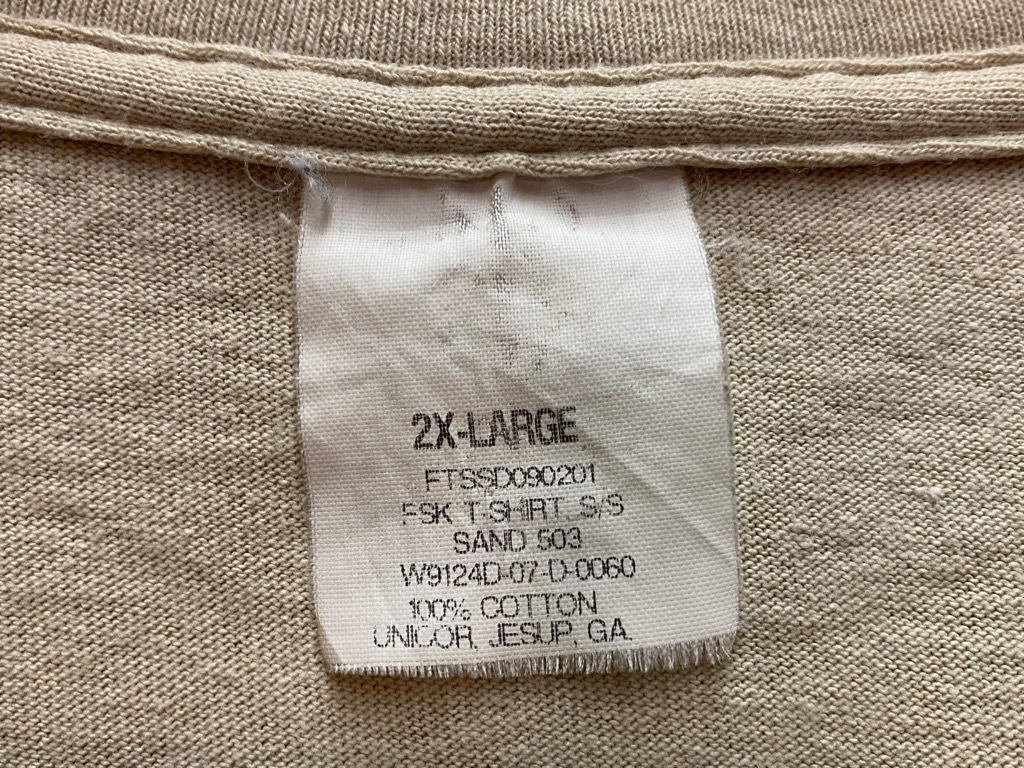 2X-LARGE
FTSSD090201
FSK T-SHIRT, S/S
SAND 503
W9124D-07-D-0060
100% COTTON
UNICOR, JESUP, GA.